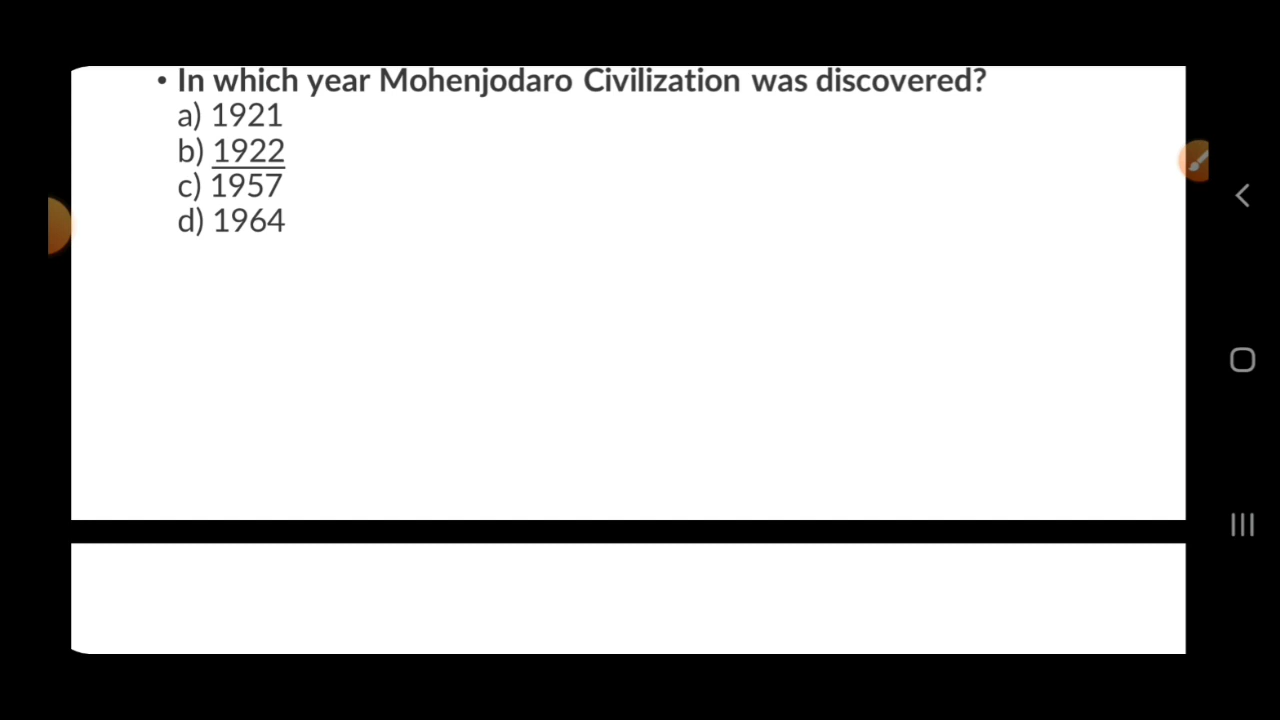 • In which year Mohenjodaro Civilization was discovered?
a) 1921
b) 1922
c) 1957
d) 1964